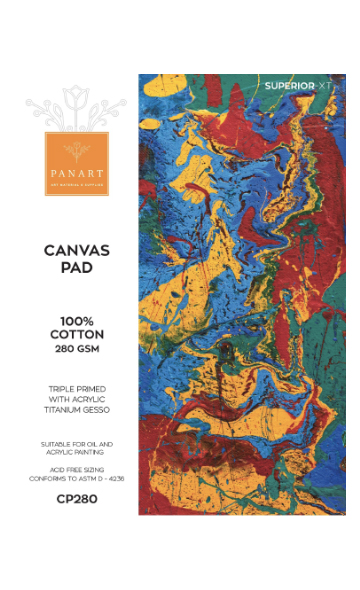 SUPERIOR-XT
PANART
ART MATERIAL & SUPPLIES
CANVAS
PAD
100%
COTTON
280 GSM
TRIPLE PRIMED
WITH ACRYLIC
TITANIUM GESSO
SUITABLE FOR OIL AND
ACRYLIC PAINTING
ACID FREE SIZING
CONFORMS TO ASTM D - 4236
CP280